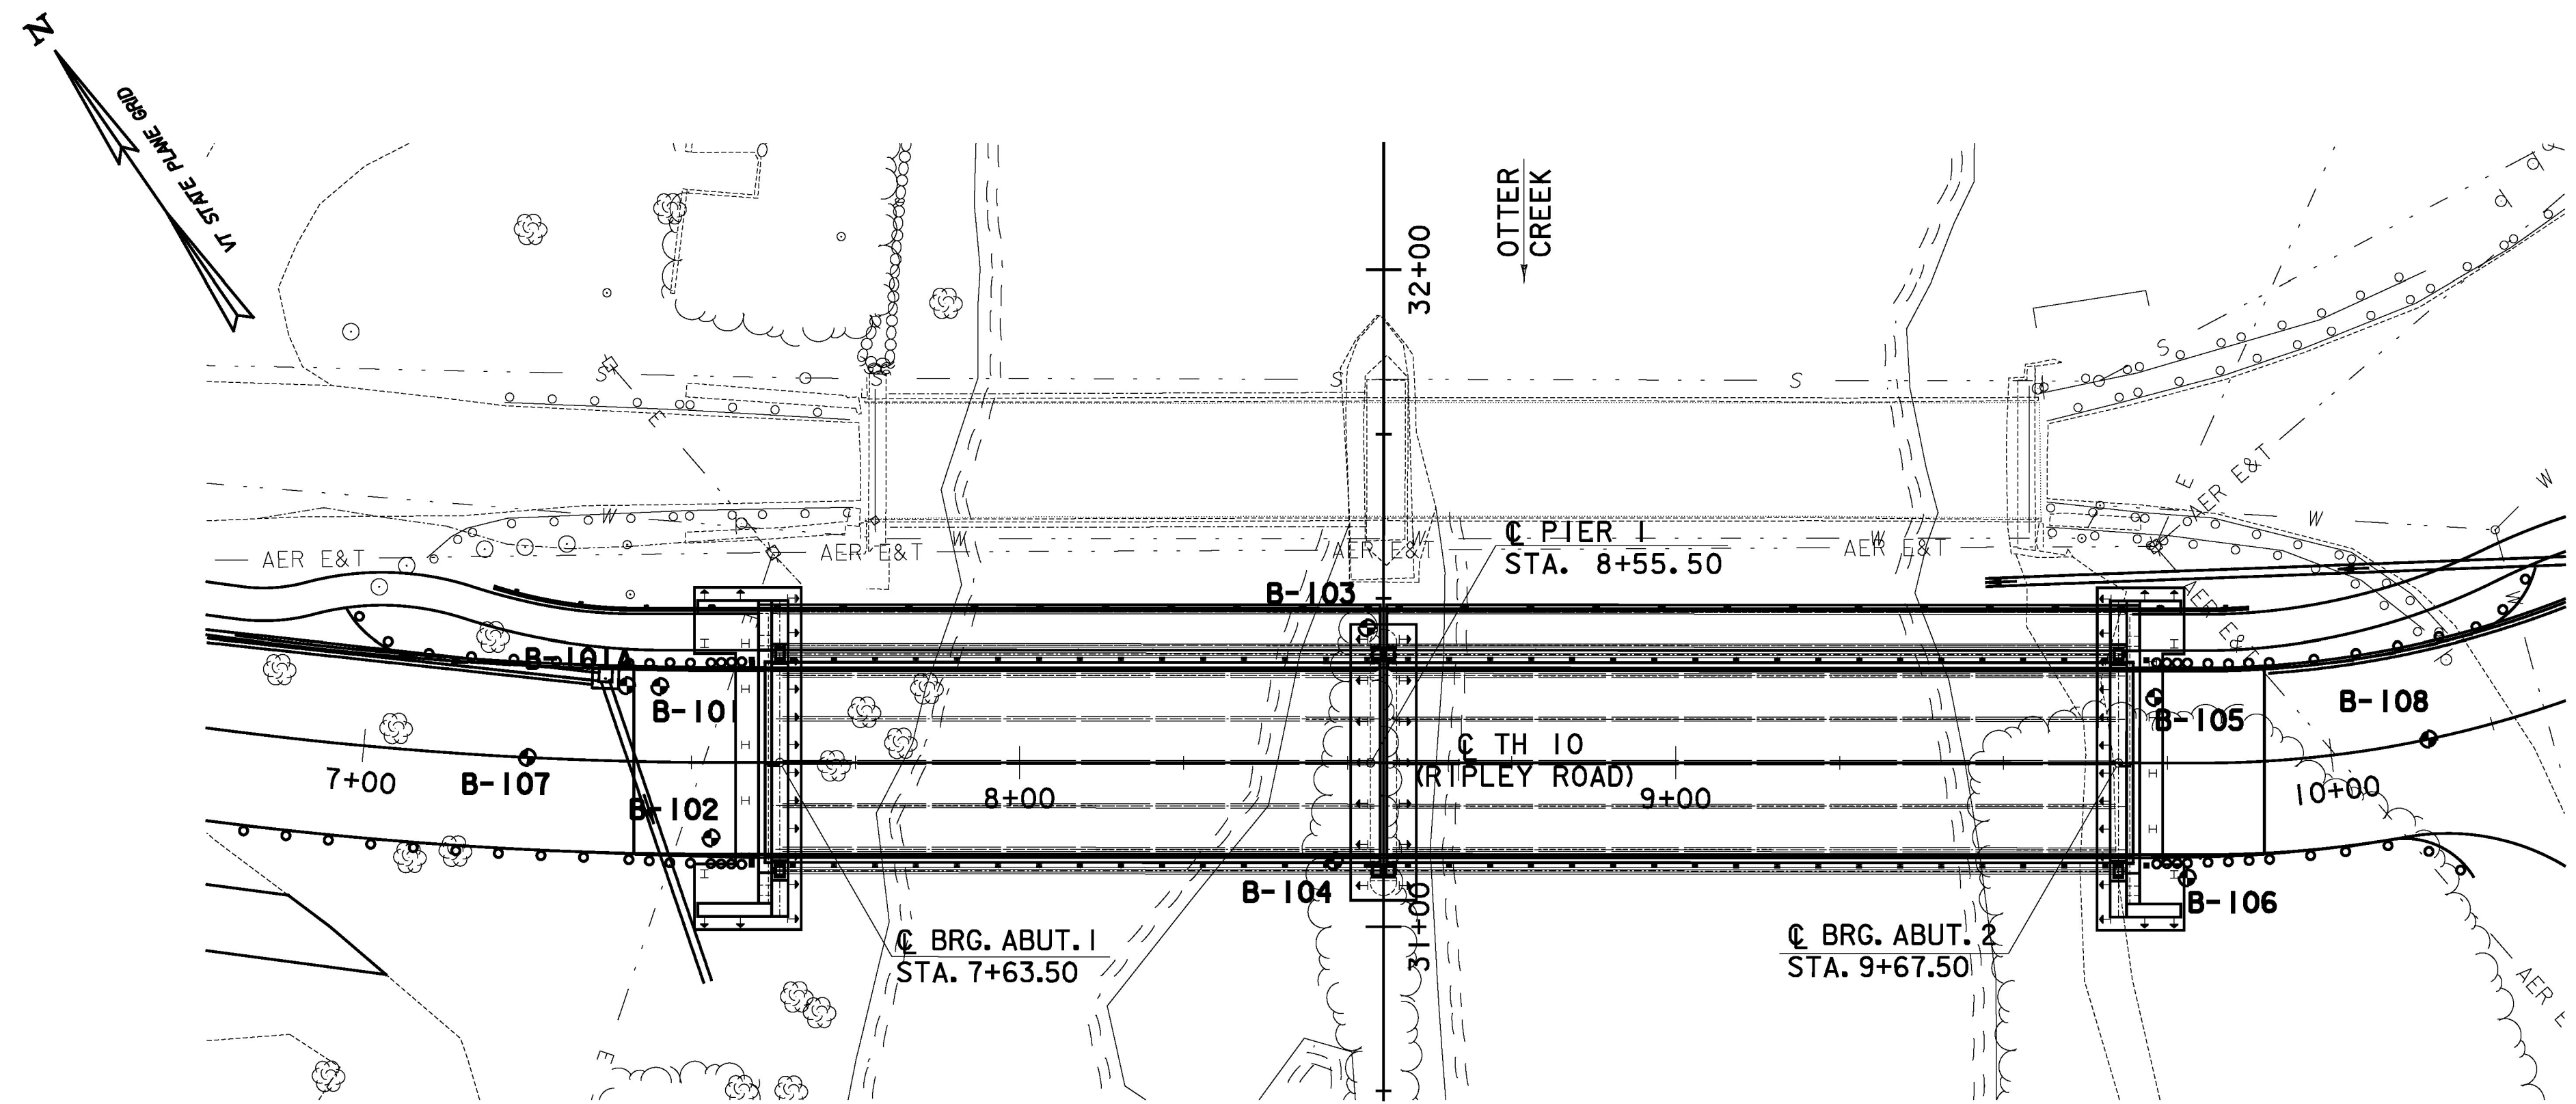 N
VT STATE PLANE GRID
OTTER
CREEK
32+00
S
S
S
S
S
E
E
AER E&T
W
AER E&T
W
AER E&T
W
AER E&T
W
AER E&T
W
W
W
℄ PIER 1
STA. 8+55.50
B-103
AER E&T
E
B-101A
B-101
B-105
B-108
℄ TH 10
(RIPLEY ROAD)
7+00
B-107
8+00
9+00
10+00
B-102
B-104
B-106
31+00
℄ BRG. ABUT. 1
STA. 7+63.50
℄ BRG. ABUT. 2
STA. 9+67.50
AER E
E